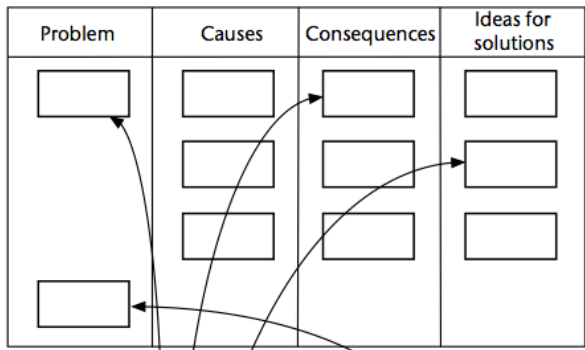 Problem
Causes
Consequences
Ideas for
solutions